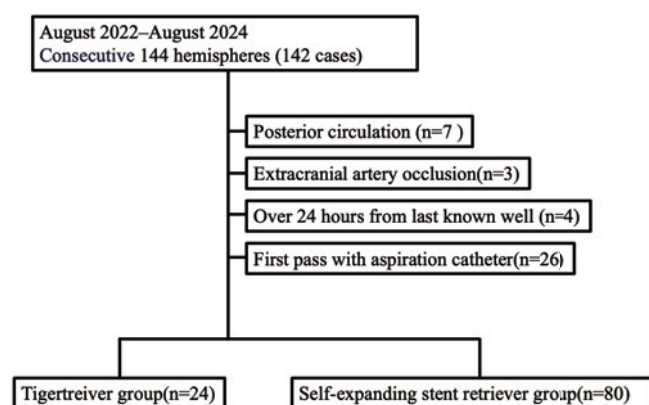 August 2022–August 2024
Consecutive 144 hemispheres (142 cases)
Posterior circulation (n=7 )
Extracranial artery occlusion(n=3)
Over 24 hours from last known well (n=4)
First pass with aspiration catheter(n=26)
Tigertreiver group(n=24)
Self-expanding stent retriever group(n=80)